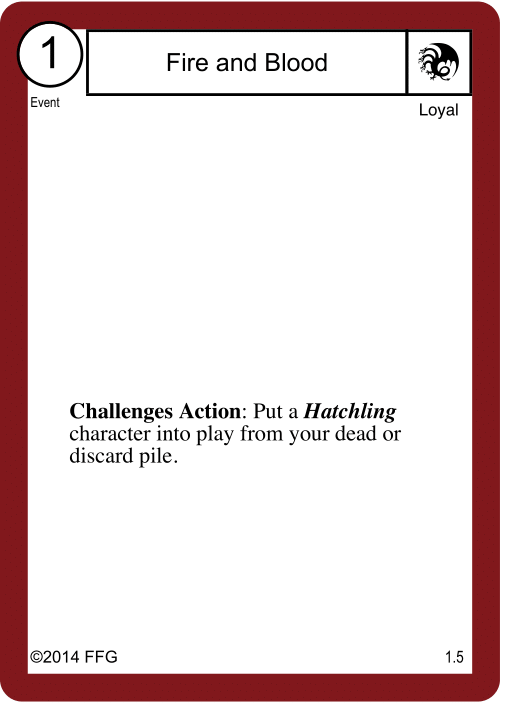 1
Fire and Blood
Event
Loyal
Challenges Action: Put a Hatchling
character into play from your dead or
discard pile.
©2014 FFG
1.5